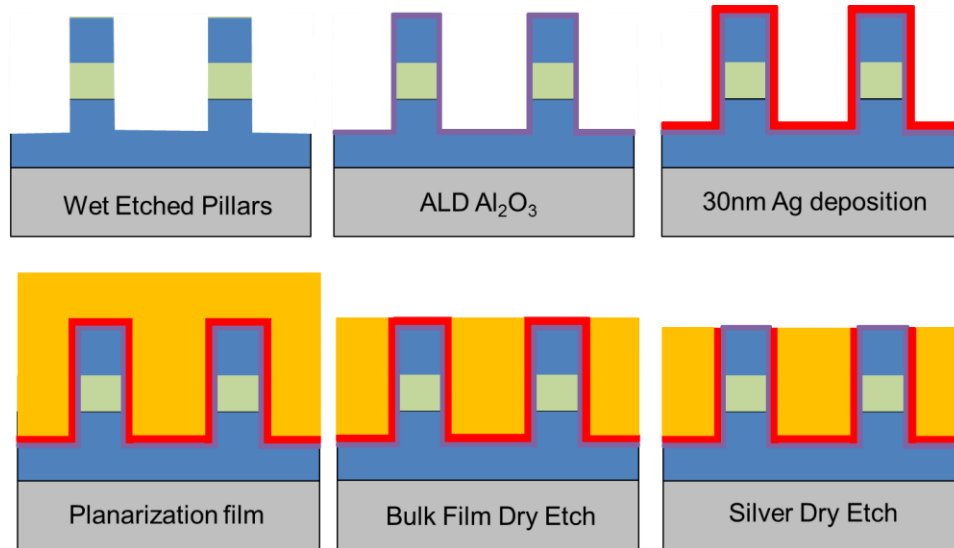 Wet Etched Pillars
ALD Al₂O₃
30nm Ag deposition
Planarization film
Bulk Film Dry Etch
Silver Dry Etch